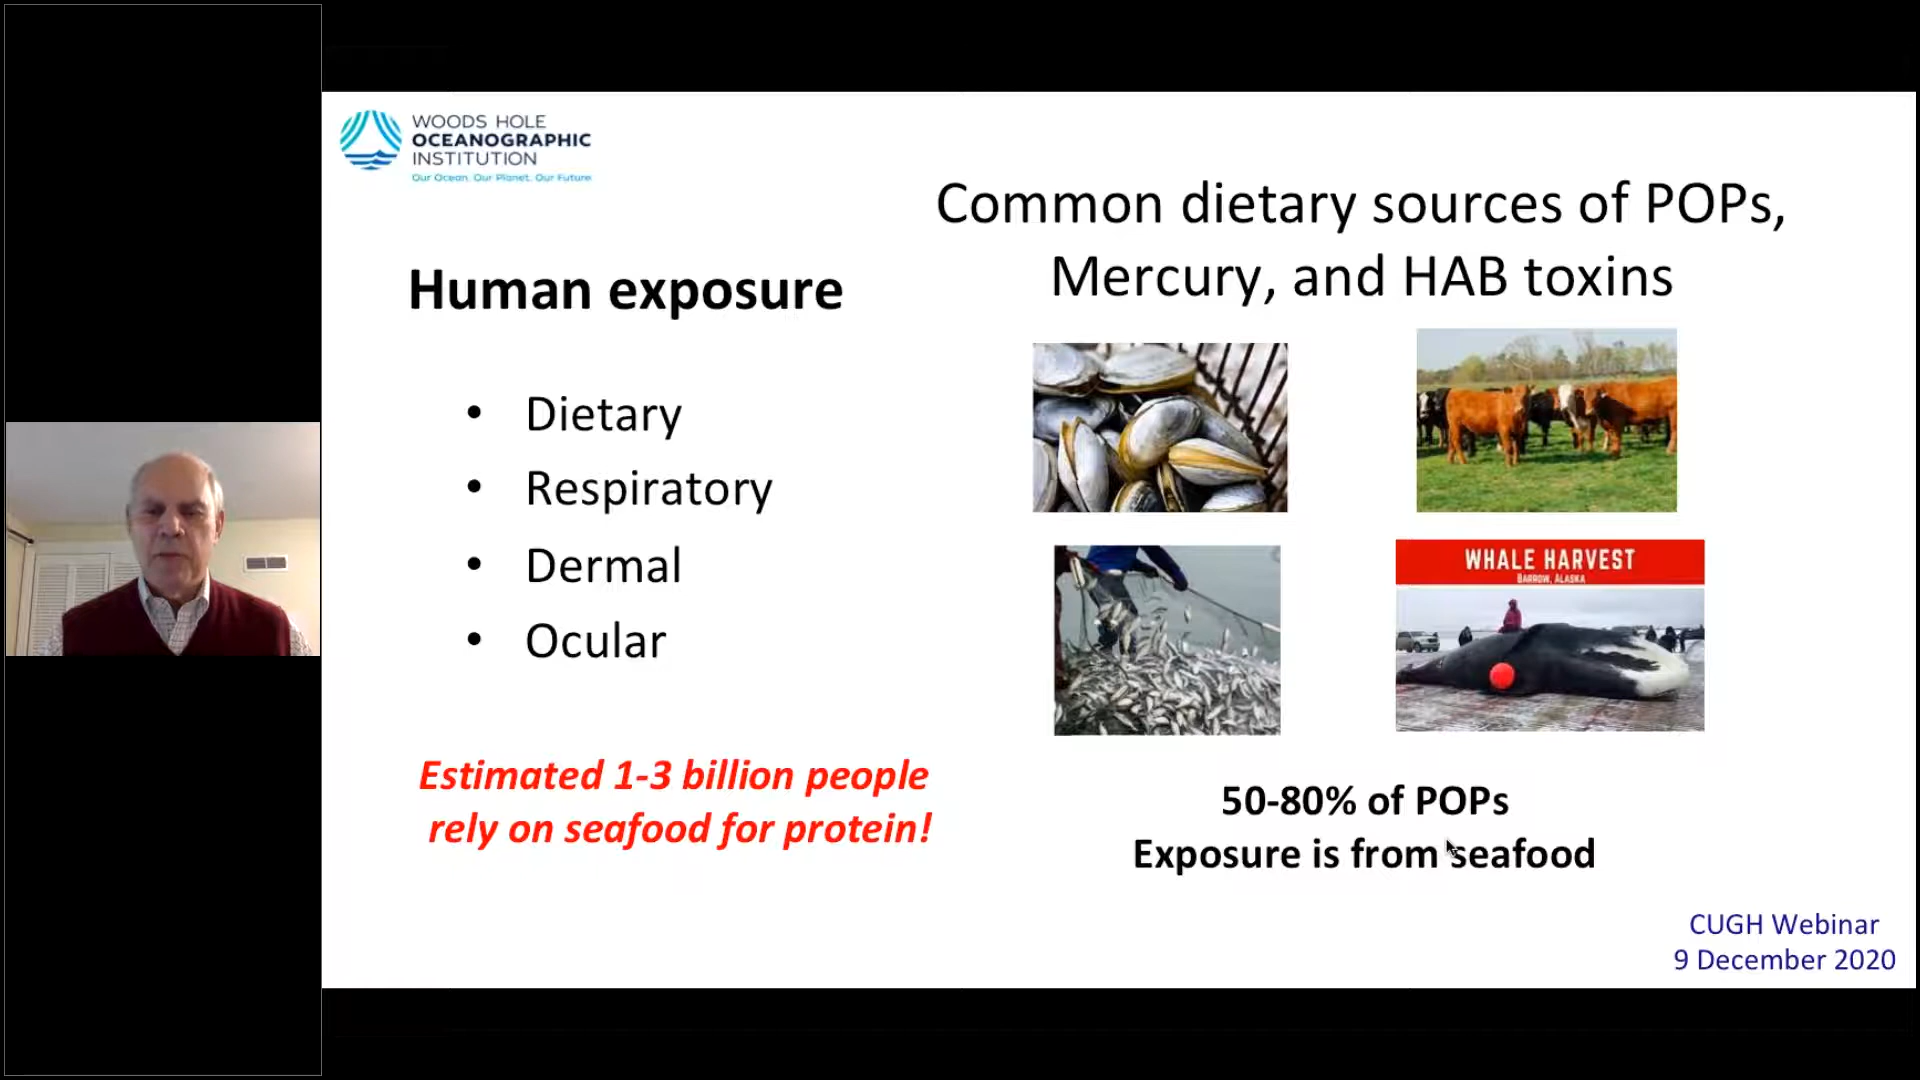 WOODS HOLE
OCEANOGRAPHIC
INSTITUTION
Our Ocean. Our Planet. Our Future.
Human exposure
• Dietary
• Respiratory
• Dermal
• Ocular
Estimated 1-3 billion people
rely on seafood for protein!
Common dietary sources of POPs,
Mercury, and HAB toxins
WHALE HARVEST
BARROW, ALASKA
50-80% of POPs
Exposure is from seafood
CUGH Webinar
9 December 2020